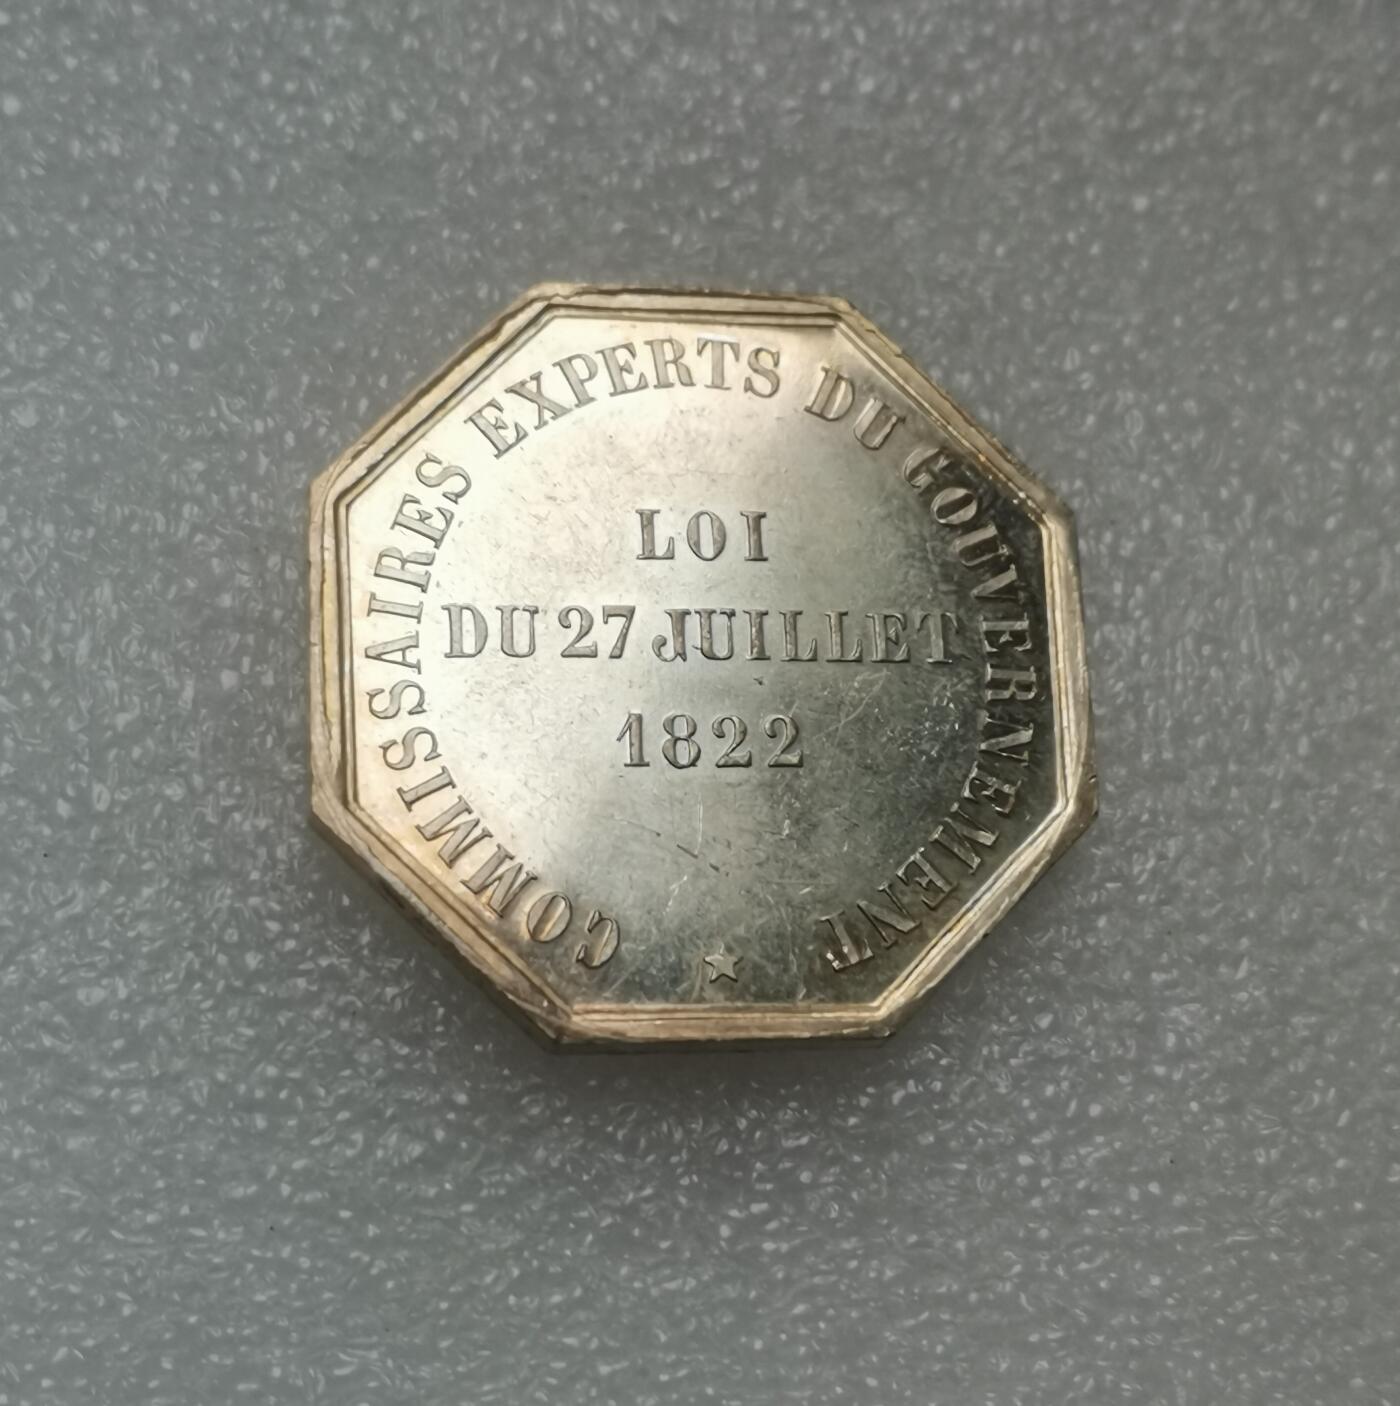 COMMISSAIRES EXPERTS DU GOUVERNEMENT
LOI
DU 27 JUILLET
1822